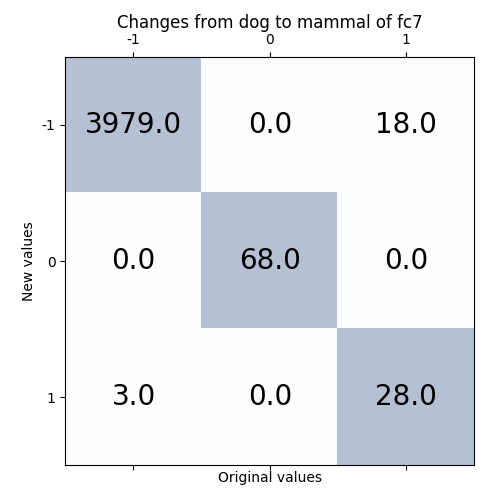 Changes from dog to mammal of fc7
-1 0 1
-1 3979.0 0.0 18.0
New values
0 0.0 68.0 0.0
1 3.0 0.0 28.0
Original values